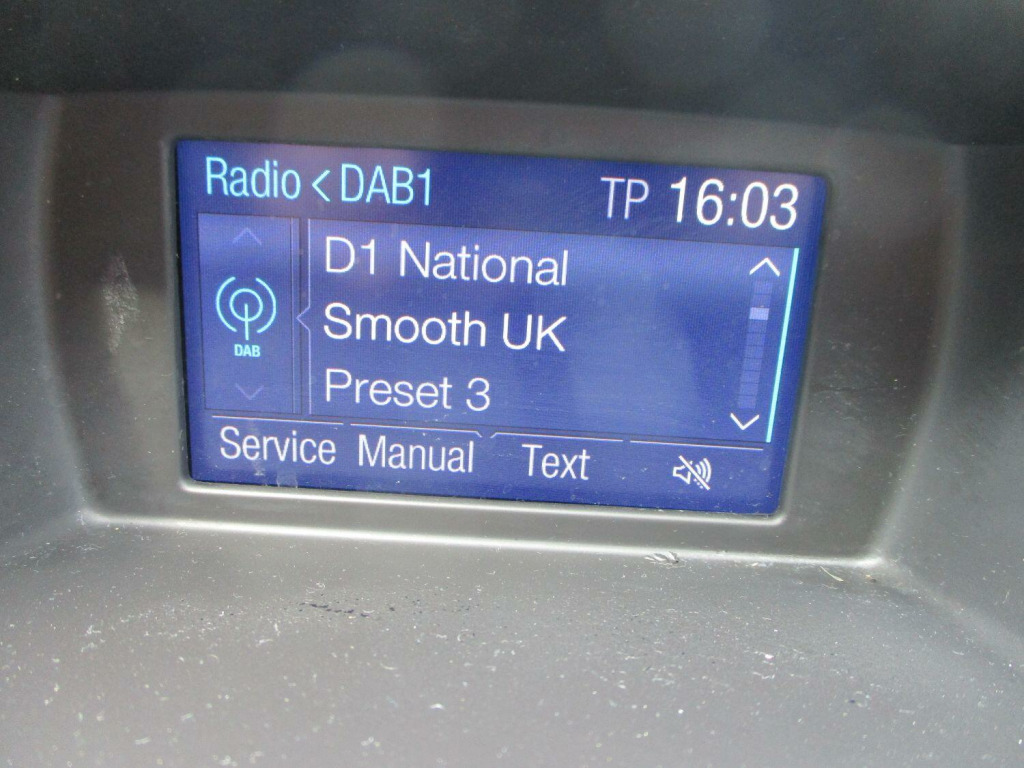 Radio < DAB1 TP 16:03
D1 National
Smooth UK
DAB
Preset 3
Service Manual Text